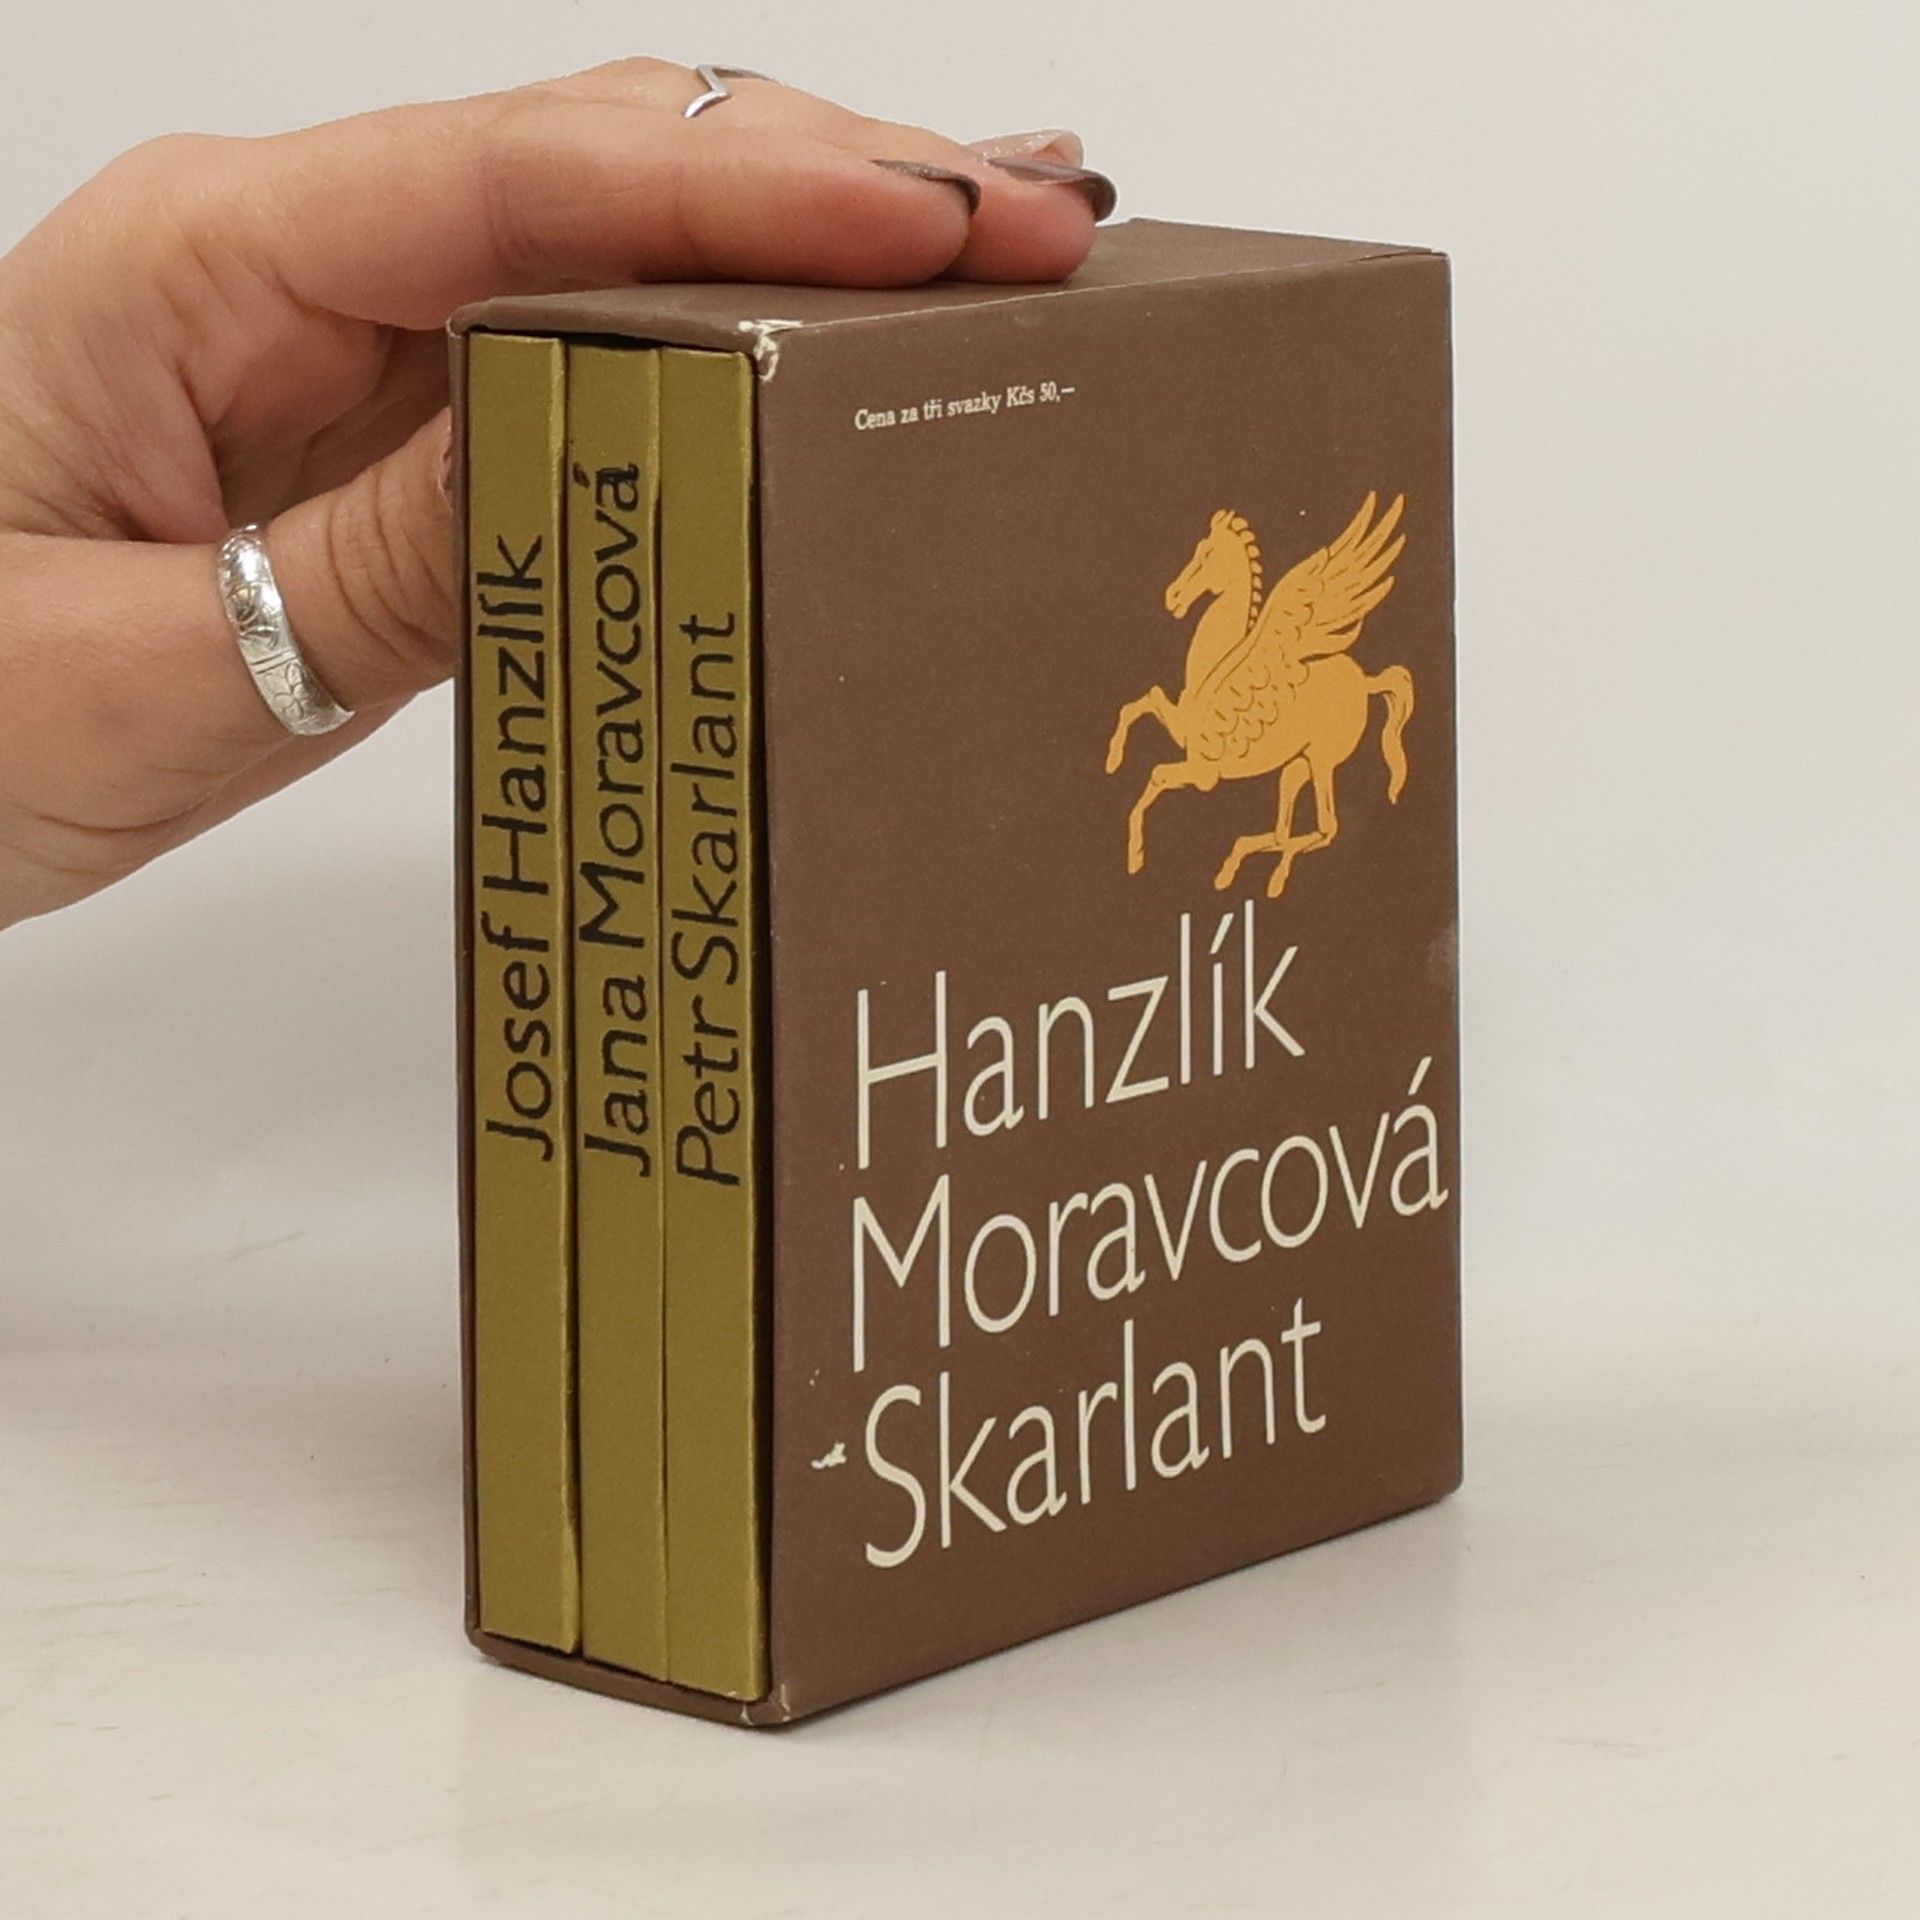 Josef Hanzlík
Jana Moravcová
Petr Skarlant
Cena za tři svazky Kčs 50,—
Hanzlík
Moravcová
Skarlant